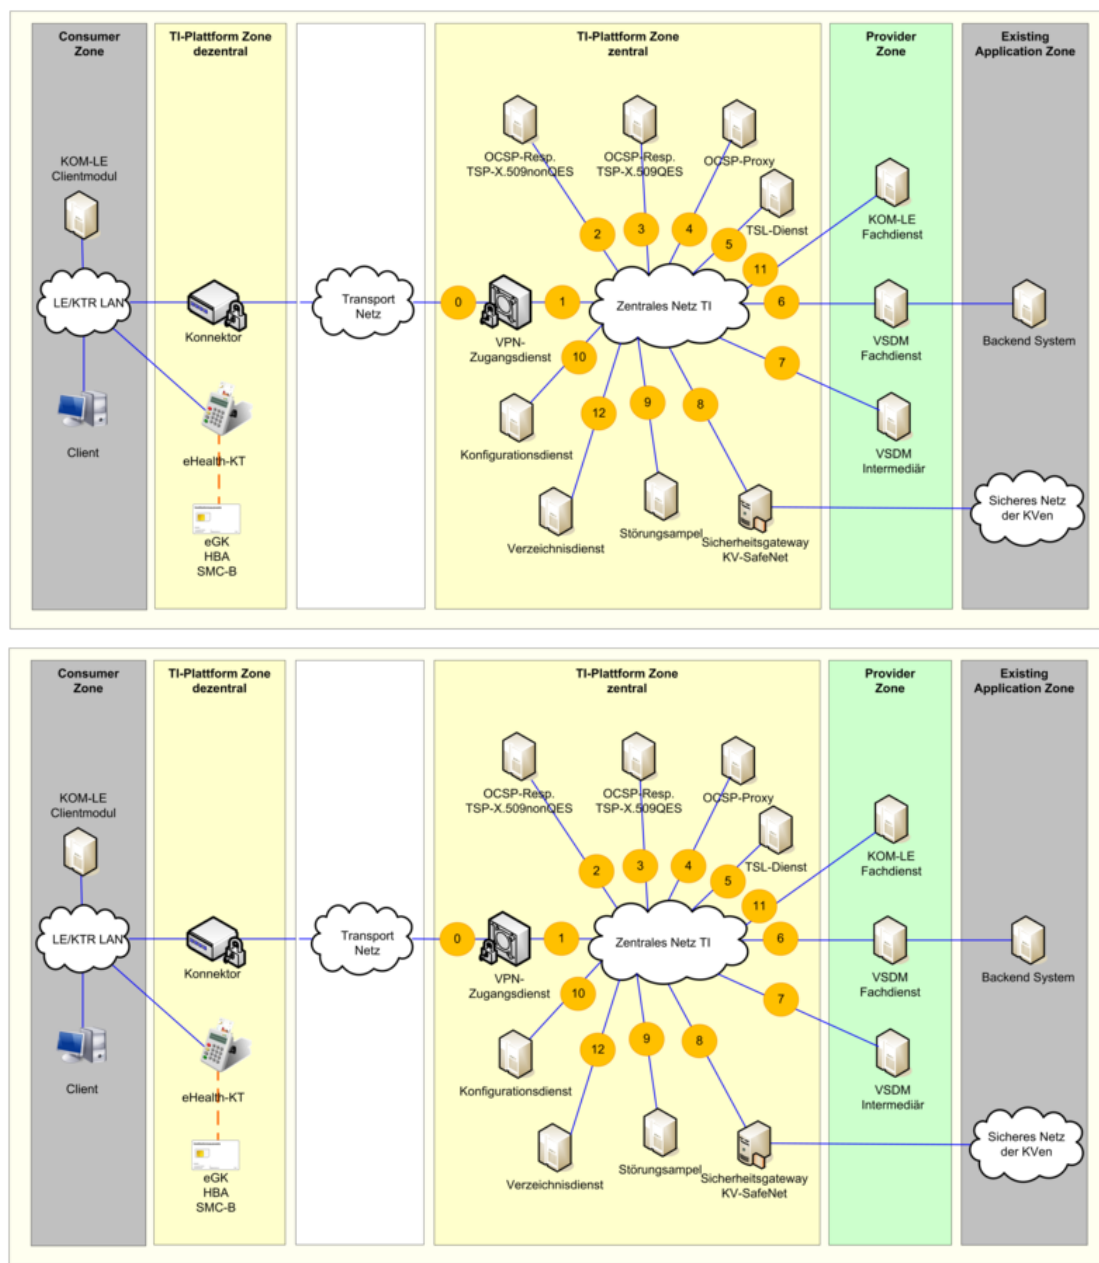 Consumer
Zone
TI-Plattform Zone
dezentral
TI-Plattform Zone
zentral
Provider
Zone
Existing
Application Zone
KOM-LE
Clientmodul
OCSP-Resp.
TSP-X.509nonQES
OCSP-Resp.
TSP-X.509QES
OCSP-Proxy
TSL-Dienst
KOM-LE
Fachdienst
2
3
4
5
11
LE/KTR LAN
Konnektor
Transport
Netz
0
VPN-
Zugangsdienst
1
Zentrales Netz TI
6
VSDM
Fachdienst
Backend System
10
7
12
9
8
Client
eHealth-KT
Konfigurationsdienst
VSDM
Intermediär
eGK
HBA
SMC-B
Verzeichnisdienst
Störungsampel
Sicherheitsgateway
KV-SafeNet
Sicheres Netz
der KVen
Consumer
Zone
TI-Plattform Zone
dezentral
TI-Plattform Zone
zentral
Provider
Zone
Existing
Application Zone
KOM-LE
Clientmodul
OCSP-Resp.
TSP-X.509nonQES
OCSP-Resp.
TSP-X.509QES
OCSP-Proxy
TSL-Dienst
KOM-LE
Fachdienst
2
3
4
5
11
LE/KTR LAN
Konnektor
Transport
Netz
0
VPN-
Zugangsdienst
1
Zentrales Netz TI
6
VSDM
Fachdienst
Backend System
10
7
12
9
8
Client
eHealth-KT
Konfigurationsdienst
VSDM
Intermediär
eGK
HBA
SMC-B
Verzeichnisdienst
Störungsampel
Sicherheitsgateway
KV-SafeNet
Sicheres Netz
der KVen